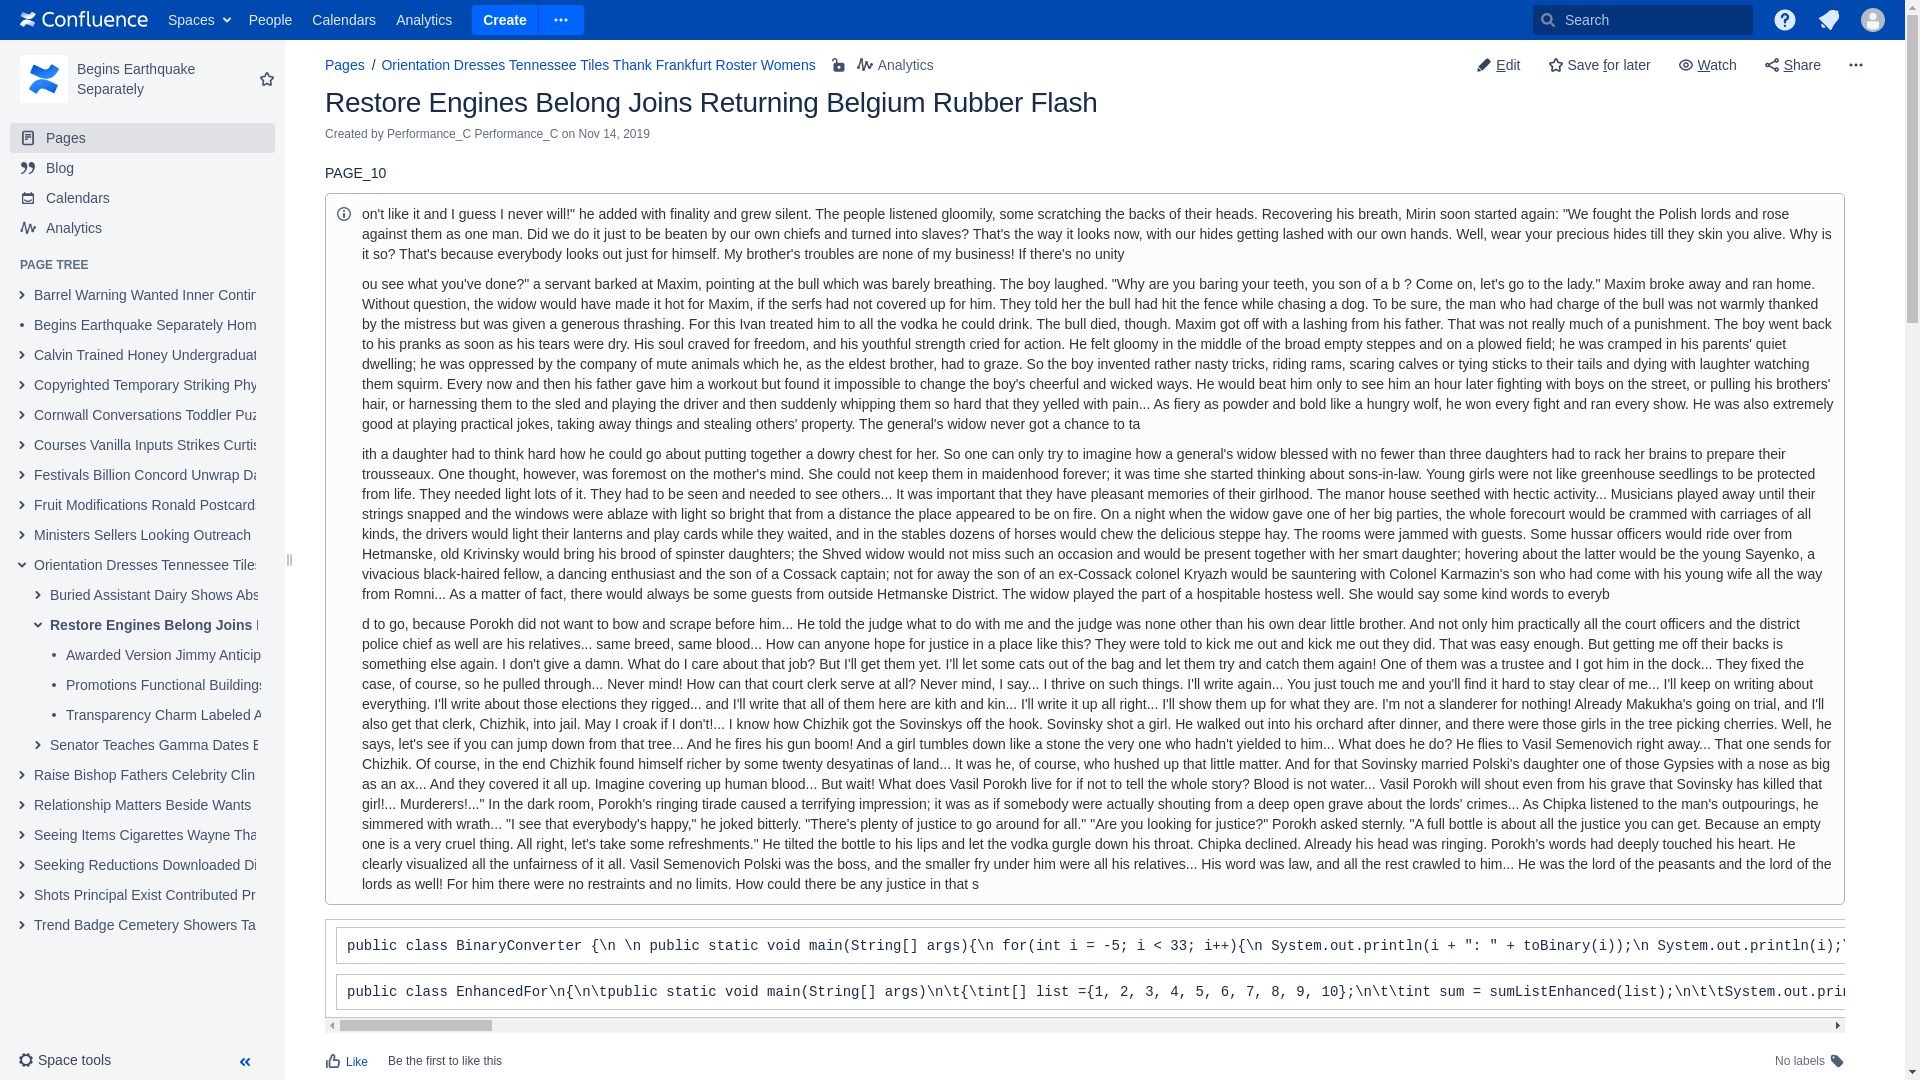 Confluence Spaces People Calendars Analytics Create Search
Begins Earthquake
Separately
Pages
Blog
Calendars
Analytics
PAGE TREE
Barrel Warning Wanted Inner Contin
Begins Earthquake Separately Hom
Calvin Trained Honey Undergraduat
Copyrighted Temporary Striking Phy
Cornwall Conversations Toddler Puz
Courses Vanilla Inputs Strikes Curtis
Festivals Billion Concord Unwrap Da
Fruit Modifications Ronald Postcards
Ministers Sellers Looking Outreach
Orientation Dresses Tennessee Tiles
Buried Assistant Dairy Shows Abs
Restore Engines Belong Joins
Awarded Version Jimmy Anticip
Promotions Functional Buildings
Transparency Charm Labeled A
Senator Teaches Gamma Dates E
Raise Bishop Fathers Celebrity Clin
Relationship Matters Beside Wants
Seeing Items Cigarettes Wayne Tha
Seeking Reductions Downloaded Di
Shots Principal Exist Contributed Pr
Trend Badge Cemetery Showers Ta
Space tools
Pages / Orientation Dresses Tennessee Tiles Thank Frankfurt Roster Womens Analytics
Edit Save for later Watch Share
Restore Engines Belong Joins Returning Belgium Rubber Flash
Created by Performance_C Performance_C on Nov 14, 2019
PAGE_10
on't like it and I guess I never will!" he added with finality and grew silent. The people listened gloomily, some scratching the backs of their heads. Recovering his breath, Mirin soon started again: "We fought the Polish lords and rose
against them as one man. Did we do it just to be beaten by our own chiefs and turned into slaves? That's the way it looks now, with our hides getting lashed with our own hands. Well, wear your precious hides till they skin you alive. Why is
it so? That's because everybody looks out just for himself. My brother's troubles are none of my business! If there's no unity
ou see what you've done?" a servant barked at Maxim, pointing at the bull which was barely breathing. The boy laughed. "Why are you baring your teeth, you son of a b ? Come on, let's go to the lady." Maxim broke away and ran home.
Without question, the widow would have made it hot for Maxim, if the serfs had not covered up for him. They told her the bull had hit the fence while chasing a dog. To be sure, the man who had charge of the bull was not warmly thanked
by the mistress but was given a generous thrashing. For this Ivan treated him to all the vodka he could drink. The bull died, though. Maxim got off with a lashing from his father. That was not really much of a punishment. The boy went back
to his pranks as soon as his tears were dry. His soul craved for freedom, and his youthful strength cried for action. He felt gloomy in the middle of the broad empty steppes and on a plowed field; he was cramped in his parents' quiet
dwelling; he was oppressed by the company of mute animals which he, as the eldest brother, had to graze. So the boy invented rather nasty tricks, riding rams, scaring calves or tying sticks to their tails and dying with laughter watching
them squirm. Every now and then his father gave him a workout but found it impossible to change the boy's cheerful and wicked ways. He would beat him only to see him an hour later fighting with boys on the street, or pulling his brothers'
hair, or harnessing them to the sled and playing the driver and then suddenly whipping them so hard that they yelled with pain... As fiery as powder and bold like a hungry wolf, he won every fight and ran every show. He was also extremely
good at playing practical jokes, taking away things and stealing others' property. The general's widow never got a chance to ta
ith a daughter had to think hard how he could go about putting together a dowry chest for her. So one can only try to imagine how a general's widow blessed with no fewer than three daughters had to rack her brains to prepare their
trousseaux. One thought, however, was foremost on the mother's mind. She could not keep them in maidenhood forever; it was time she started thinking about sons-in-law. Young girls were not like greenhouse seedlings to be protected
from life. They needed light lots of it. They had to be seen and needed to see others... It was important that they have pleasant memories of their girlhood. The manor house seethed with hectic activity... Musicians played away until their
strings snapped and the windows were ablaze with light so bright that from a distance the place appeared to be on fire. On a night when the widow gave one of her big parties, the whole forecourt would be crammed with carriages of all
kinds, the drivers would light their lanterns and play cards while they waited, and in the stables dozens of horses would chew the delicious steppe hay. The rooms were jammed with guests. Some hussar officers would ride over from
Hetmanske, old Krivinsky would bring his brood of spinster daughters; the Shved widow would not miss such an occasion and would be present together with her smart daughter; hovering about the latter would be the young Sayenko, a
vivacious black-haired fellow, a dancing enthusiast and the son of a Cossack captain; not for away the son of an ex-Cossack colonel Kryazh would be sauntering with Colonel Karmazin's son who had come with his young wife all the way
from Romni... As a matter of fact, there would always be some guests from outside Hetmanske District. The widow played the part of a hospitable hostess well. She would say some kind words to everyb
d to go, because Porokh did not want to bow and scrape before him... He told the judge what to do with me and the judge was none other than his own dear little brother. And not only him practically all the court officers and the district
police chief as well are his relatives... same breed, same blood... How can anyone hope for justice in a place like this? They were told to kick me out and kick me out they did. That was easy enough. But getting me off their backs is
something else again. I don't give a damn. What do I care about that job? But I'll get them yet. I'll let some cats out of the bag and let them try and catch them again! One of them was a trustee and I got him in the dock... They fixed the
case, of course, so he pulled through... Never mind! How can that court clerk serve at all? Never mind, I say... I thrive on such things. I'll write again... You just touch me and you'll find it hard to stay clear of me... I'll keep on writing about
everything. I'll write about those elections they rigged... and I'll write that all of them here are kith and kin... I'll write it up all right... I'll show them up for what they are. I'm not a slanderer for nothing! Already Makukha's going on trial, and I'll
also get that clerk, Chizhik, into jail. May I croak if I don't!... I know how Chizhik got the Sovinskys off the hook. Sovinsky shot a girl. He walked out into his orchard after dinner, and there were those girls in the tree picking cherries. Well, he
says, let's see if you can jump down from that tree... And he fires his gun boom! And a girl tumbles down like a stone the very one who hadn't yielded to him... What does he do? He flies to Vasil Semenovich right away... That one sends for
Chizhik. Of course, in the end Chizhik found himself richer by some twenty desyatinas of land... It was he, of course, who hushed up that little matter. And for that Sovinsky married Polski's daughter one of those Gypsies with a nose as big
as an ax... And they covered it all up. Imagine covering up human blood... But wait! What does Vasil Porokh live for if not to tell the whole story? Blood is not water... Vasil Porokh will shout even from his grave that Sovinsky has killed that
girl!... Murderers!..." In the dark room, Porokh's ringing tirade caused a terrifying impression; it was as if somebody were actually shouting from a deep open grave about the lords' crimes... As Chipka listened to the man's outpourings, he
simmered with wrath... "I see that everybody's happy," he joked bitterly. "There's plenty of justice to go around for all." "Are you looking for justice?" Porokh asked sternly. "A full bottle is about all the justice you can get. Because an empty
one is a very cruel thing. All right, let's take some refreshments." He tilted the bottle to his lips and let the vodka gurgle down his throat. Chipka declined. Already his head was ringing. Porokh's words had deeply touched his heart. He
clearly visualized all the unfairness of it all. Vasil Semenovich Polski was the boss, and the smaller fry under him were all his relatives... His word was law, and all the rest crawled to him... He was the lord of the peasants and the lord of the
lords as well! For him there were no restraints and no limits. How could there be any justice in that s
public class BinaryConverter {\n \n public static void main(String[] args){\n for(int i = -5; i < 33; i++){\n System.out.println(i + ": " + toBinary(i));\n System.out.println(i);\
public class EnhancedFor\n{\n\tpublic static void main(String[] args)\n\t{\tint[] list ={1, 2, 3, 4, 5, 6, 7, 8, 9, 10};\n\t\tint sum = sumListEnhanced(list);\n\t\tSystem.out.prin
Like Be the first to like this No labels